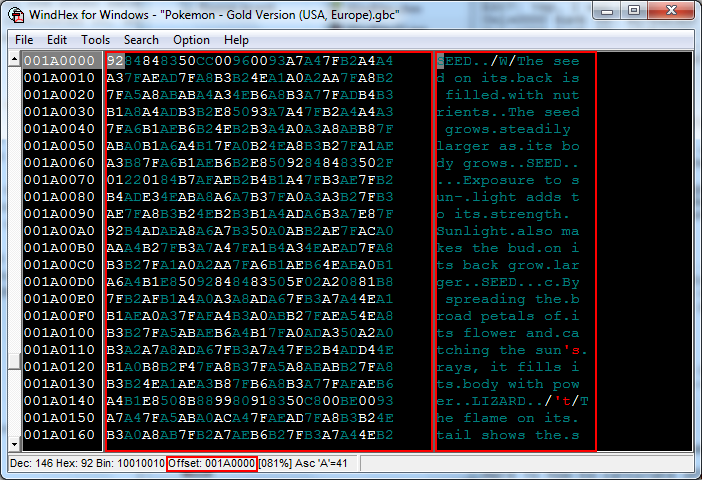 WindHex for Windows - "Pokemon - Gold Version (USA, Europe).gbc"
File Edit Tools Search Option Help
001A0000 9284848350CC00960093A7A47FB2A4A4 SEED../W/The see
001A0010 A37FAEAD7FA8B3B24EA1A0A2AA7FA8B2 d on its.back is
001A0020 7FA5A8ABABA4A34EB6A8B3A77FADB4B3  filled.with nut
001A0030 B1A8A4ADB3B2E85093A7A47FB2A4A4A3 rients..The seed
001A0040 7FA6B1AEB6B24EB2B3A4A0A3A8ABB87F  grows.steadily
001A0050 ABA0B1A6A4B17FA0B24EA8B3B27FA1AE larger as.its bo
001A0060 A3B87FA6B1AEB6B2E85092848483502F dy grows..SEED..
001A0070 01220184B7AFAEB2B4B1A47FB3AE7FB2 ...Exposure to s
001A0080 B4ADE34EABA8A6A7B37FA0A3A3B27FB3 un-.light adds t
001A0090 AE7FA8B3B24EB2B3B1A4ADA6B3A7E87F o its.strength.
001A00A0 92B4ADABA8A6A7B350A0ABB2AE7FACA0 Sunlight.also ma
001A00B0 AAA4B27FB3A7A47FA1B4A34EAEAD7FA8 kes the bud.on i
001A00C0 B3B27FA1A0A2AA7FA6B1AEB64EABA0B1 ts back grow.lar
001A00D0 A6A4B1E85092848483505F02A20881B8 ger..SEED...c.By
001A00E0 7FB2AFB1A4A0A3A8ADA67FB3A7A44EA1  spreading the.b
001A00F0 B1AEA0A37FAFA4B3A0ABB27FAEA54EA8 road petals of.i
001A0100 B3B27FA5ABAEB6A4B17FA0ADA350A2A0 ts flower and.ca
001A0110 B3A2A7A8ADA67FB3A7A47FB2B4ADD44E tching the sun's.
001A0120 B1A0B8B2F47FA8B37FA5A8ABABB27FA8 rays, it fills i
001A0130 B3B24EA1AEA3B87FB6A8B3A77FAFAEB6 ts.body with pow
001A0140 A4B1E8508B889980918350C800BE0093 er..LIZARD../'t/T
001A0150 A7A47FA5ABA0ACA47FAEAD7FA8B3B24E he flame on its.
001A0160 B3A0A8AB7FB2A7AEB6B27FB3A7A44EB2 tail shows the.s
Dec: 146 Hex: 92 Bin: 10010010 Offset: 001A0000 [081%] Asc 'A'=41